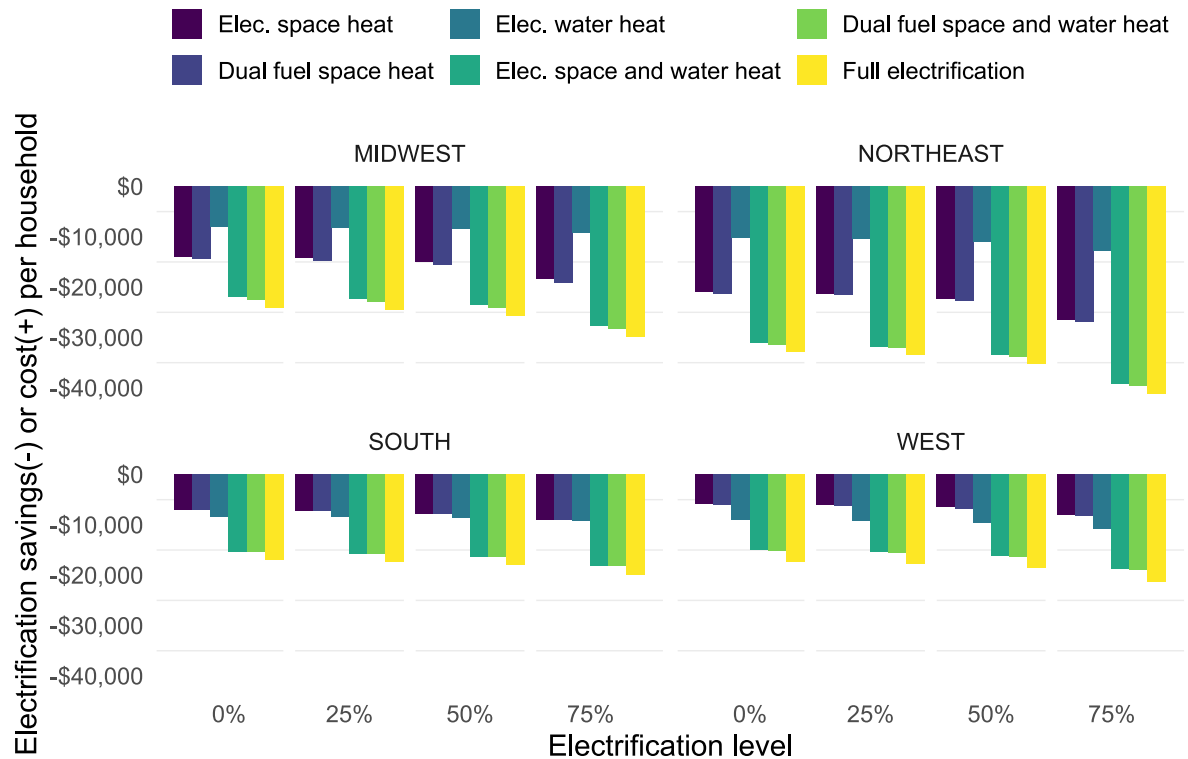 Elec. space heat
Elec. water heat
Dual fuel space and water heat
Dual fuel space heat
Elec. space and water heat
Full electrification
Electrification savings(-) or cost(+) per household
MIDWEST
NORTHEAST
$0
-$10,000
-$20,000
-$30,000
-$40,000
SOUTH
WEST
$0
-$10,000
-$20,000
-$30,000
-$40,000
0% 25% 50% 75% 0% 25% 50% 75%
Electrification level